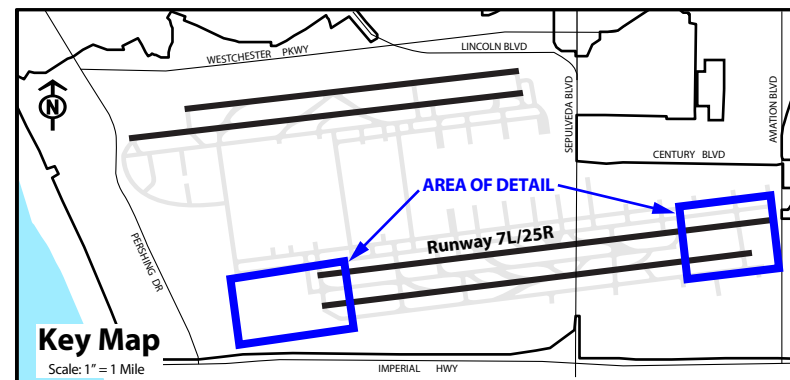 WESTCHESTER PKWY
LINCOLN BLVD
N
SEPULVEDA BLVD
AVIATION BLVD
CENTURY BLVD
AREA OF DETAIL
Runway 7L/25R
PERSHING DR
Key Map
Scale: 1" = 1 Mile
IMPERIAL HWY